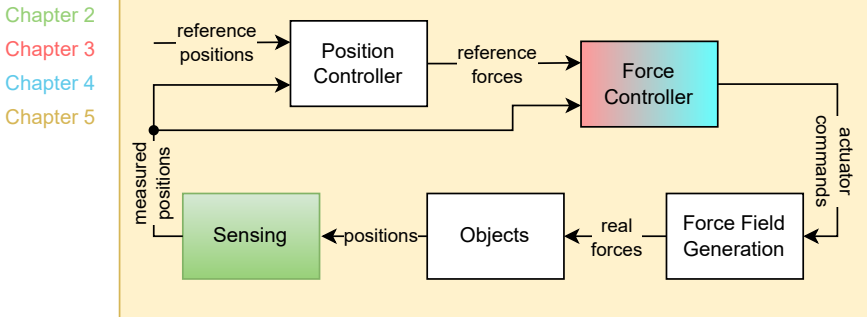 Chapter 2
Chapter 3
Chapter 4
Chapter 5
reference
positions
Position
Controller
reference
forces
Force
Controller
actuator
commands
measured
positions
Sensing
positions
Objects
real
forces
Force Field
Generation